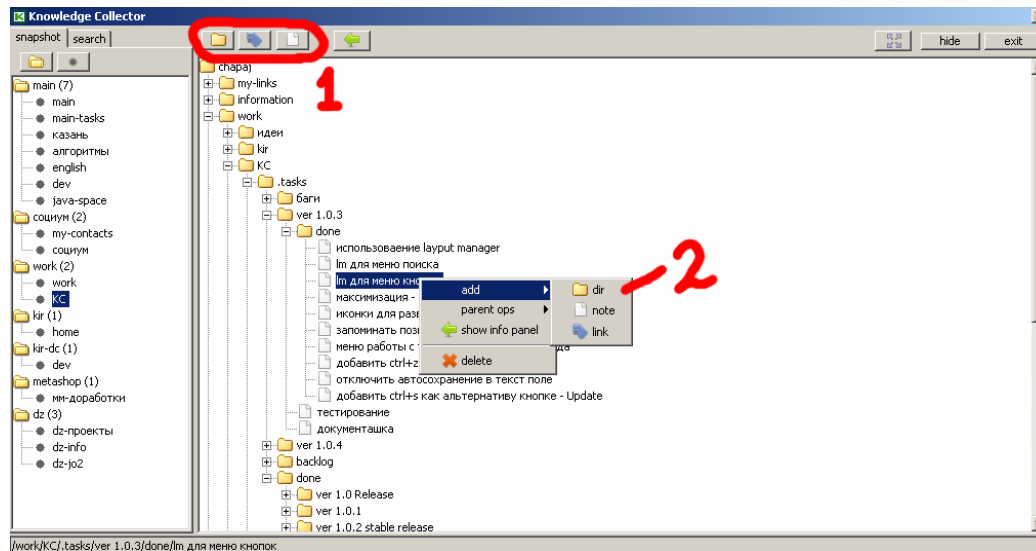 Knowledge Collector
snapshot search
hide exit
1
main (7)
main
main-tasks
казань
алгоритмы
english
dev
java-space
социум (2)
my-contacts
социум
work (2)
work
KC
kir (1)
home
kir-dc (1)
dev
metashop (1)
мм-доработки
dz (3)
dz-проекты
dz-info
dz-jo2
chapaj
my-links
information
work
идеи
kir
KC
.tasks
баги
ver 1.0.3
done
использоваение layput manager
lm для меню поиска
lm для меню
максимизация -
иконки для
запоминать
меню работы с
добавить ctrl+z
отключить автосохранение в текст поле
добавить ctrl+s как альтернативу кнопке - Update
тестирование
документашка
ver 1.0.4
backlog
done
ver 1.0 Release
ver 1.0.1
ver 1.0.2 stable release
add
parent ops
show info panel
delete
dir
note
link
2
/work/KC/.tasks/ver 1.0.3/done/lm для меню кнопок